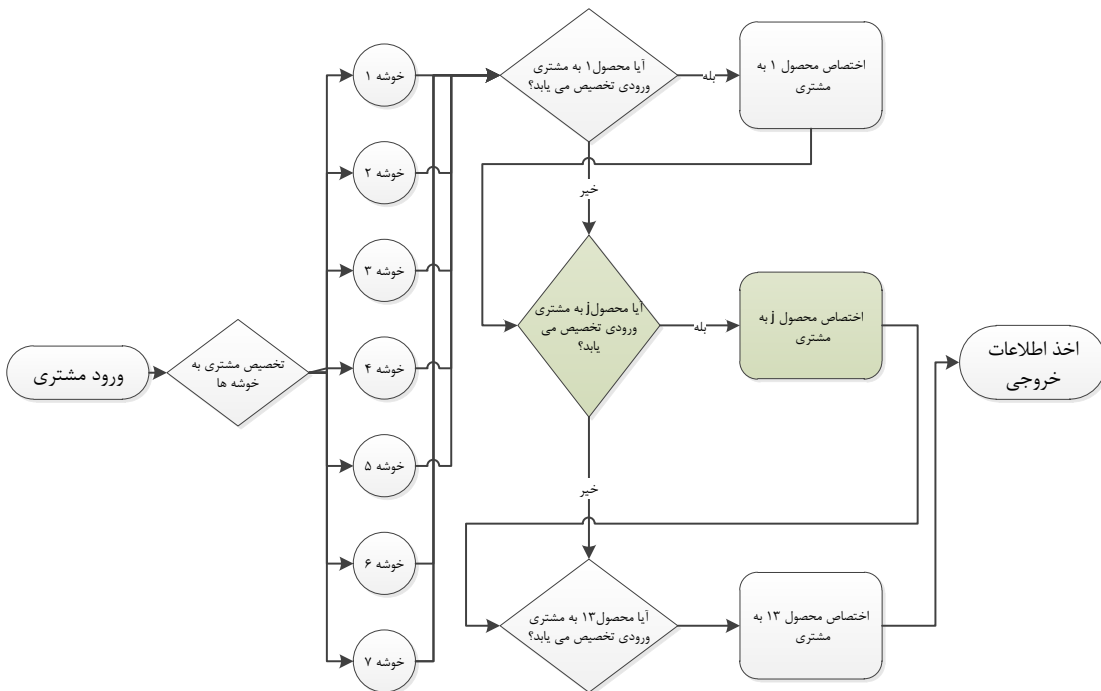 ورود مشتری
تخصیص مشتری به
خوشه ها
خوشه ۱
خوشه ۲
خوشه ۳
خوشه ۴
خوشه ۵
خوشه ۶
خوشه ۷
آیا محصول۱ به مشتری
ورودی تخصیص می یابد؟
بله
اختصاص محصول ۱ به
مشتری
خیر
آیا محصولj به مشتری
ورودی تخصیص می
یابد؟
بله
اختصاص محصول j به
مشتری
خیر
آیا محصول۱۳ به مشتری
ورودی تخصیص می یابد؟
اختصاص محصول ۱۳ به
مشتری
اخذ اطلاعات
خروجی